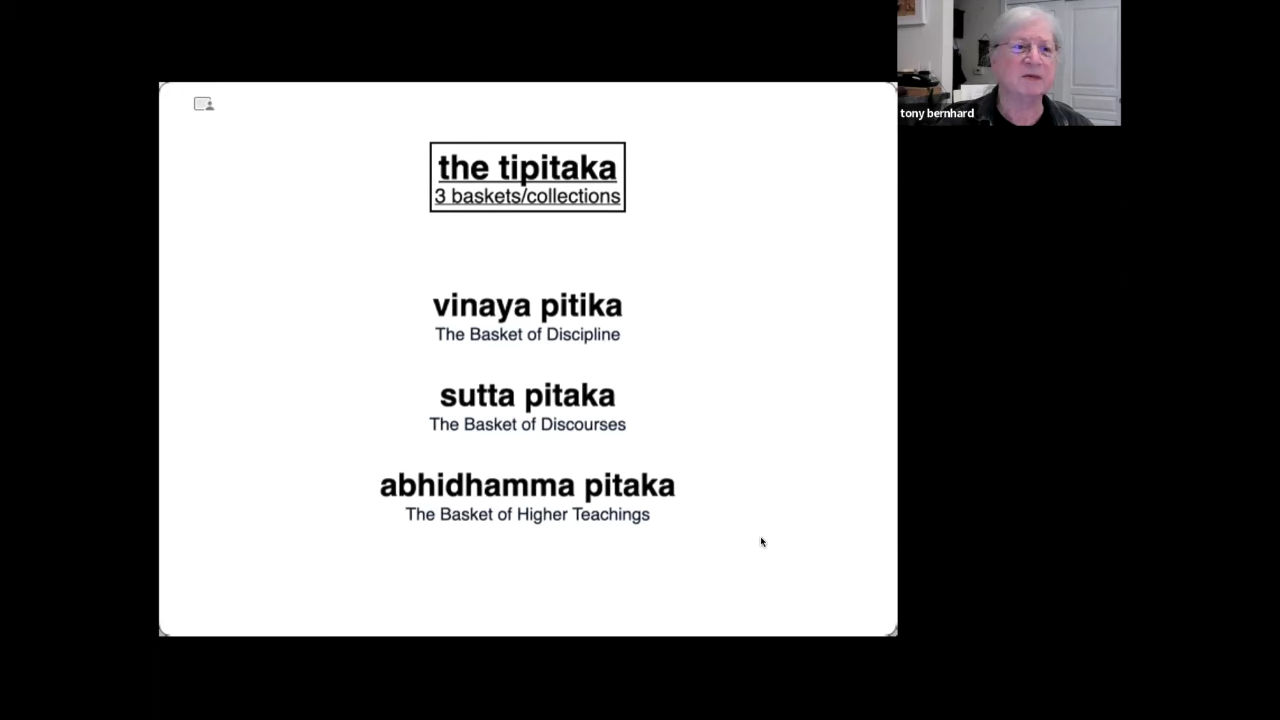 tony bernhard
the tipitaka
3 baskets/collections
vinaya pitika
The Basket of Discipline
sutta pitaka
The Basket of Discourses
abhidhamma pitaka
The Basket of Higher Teachings